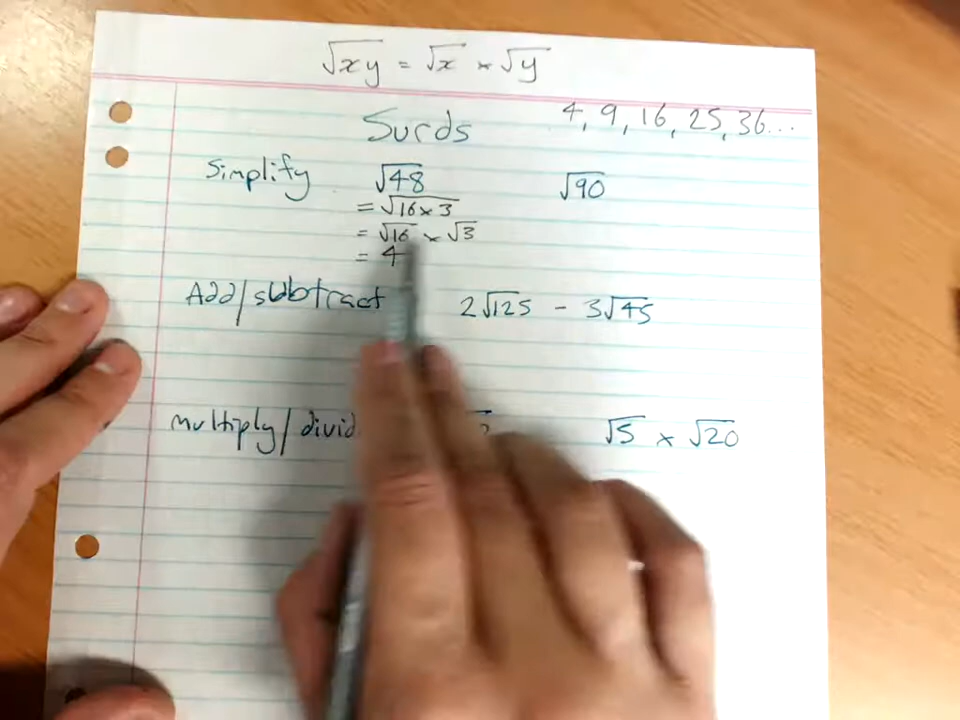 √xy = √x × √y
Surds 4, 9, 16, 25, 36...
Simplify √48 √90
= √16×3
= √16 × √3
= 4
Add/subtract 2√125 - 3√45
multiply/ √5 × √20